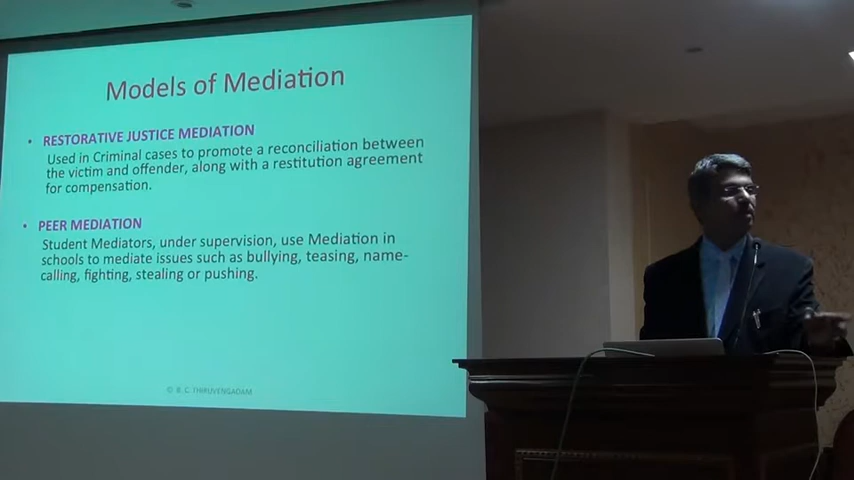 Models of Mediation
• RESTORATIVE JUSTICE MEDIATION
Used in Criminal cases to promote a reconciliation between
the victim and offender, along with a restitution agreement
for compensation.
• PEER MEDIATION
Student Mediators, under supervision, use Mediation in
schools to mediate issues such as bullying, teasing, name-
calling, fighting, stealing or pushing.
© B. C. THIRUVENGADAM